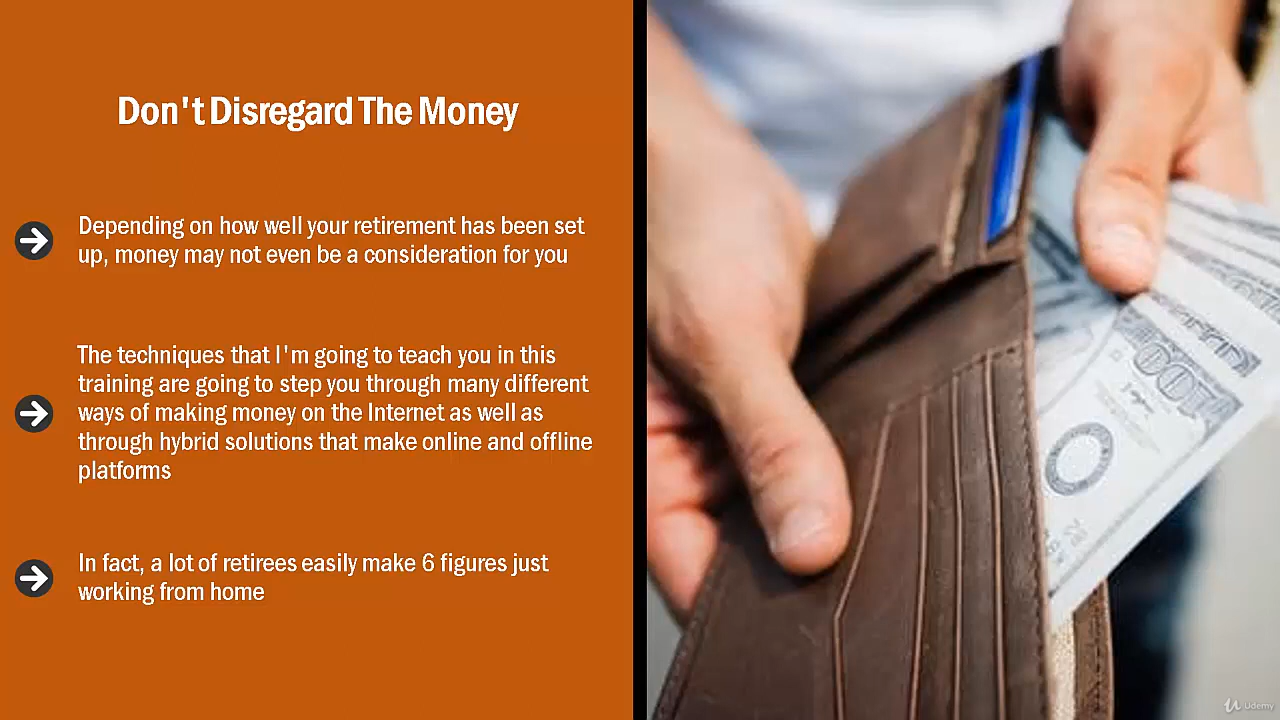 Don't Disregard The Money
Depending on how well your retirement has been set
up, money may not even be a consideration for you
The techniques that I'm going to teach you in this
training are going to step you through many different
ways of making money on the Internet as well as
through hybrid solutions that make online and offline
platforms
In fact, a lot of retirees easily make 6 figures just
working from home
100
Udemy